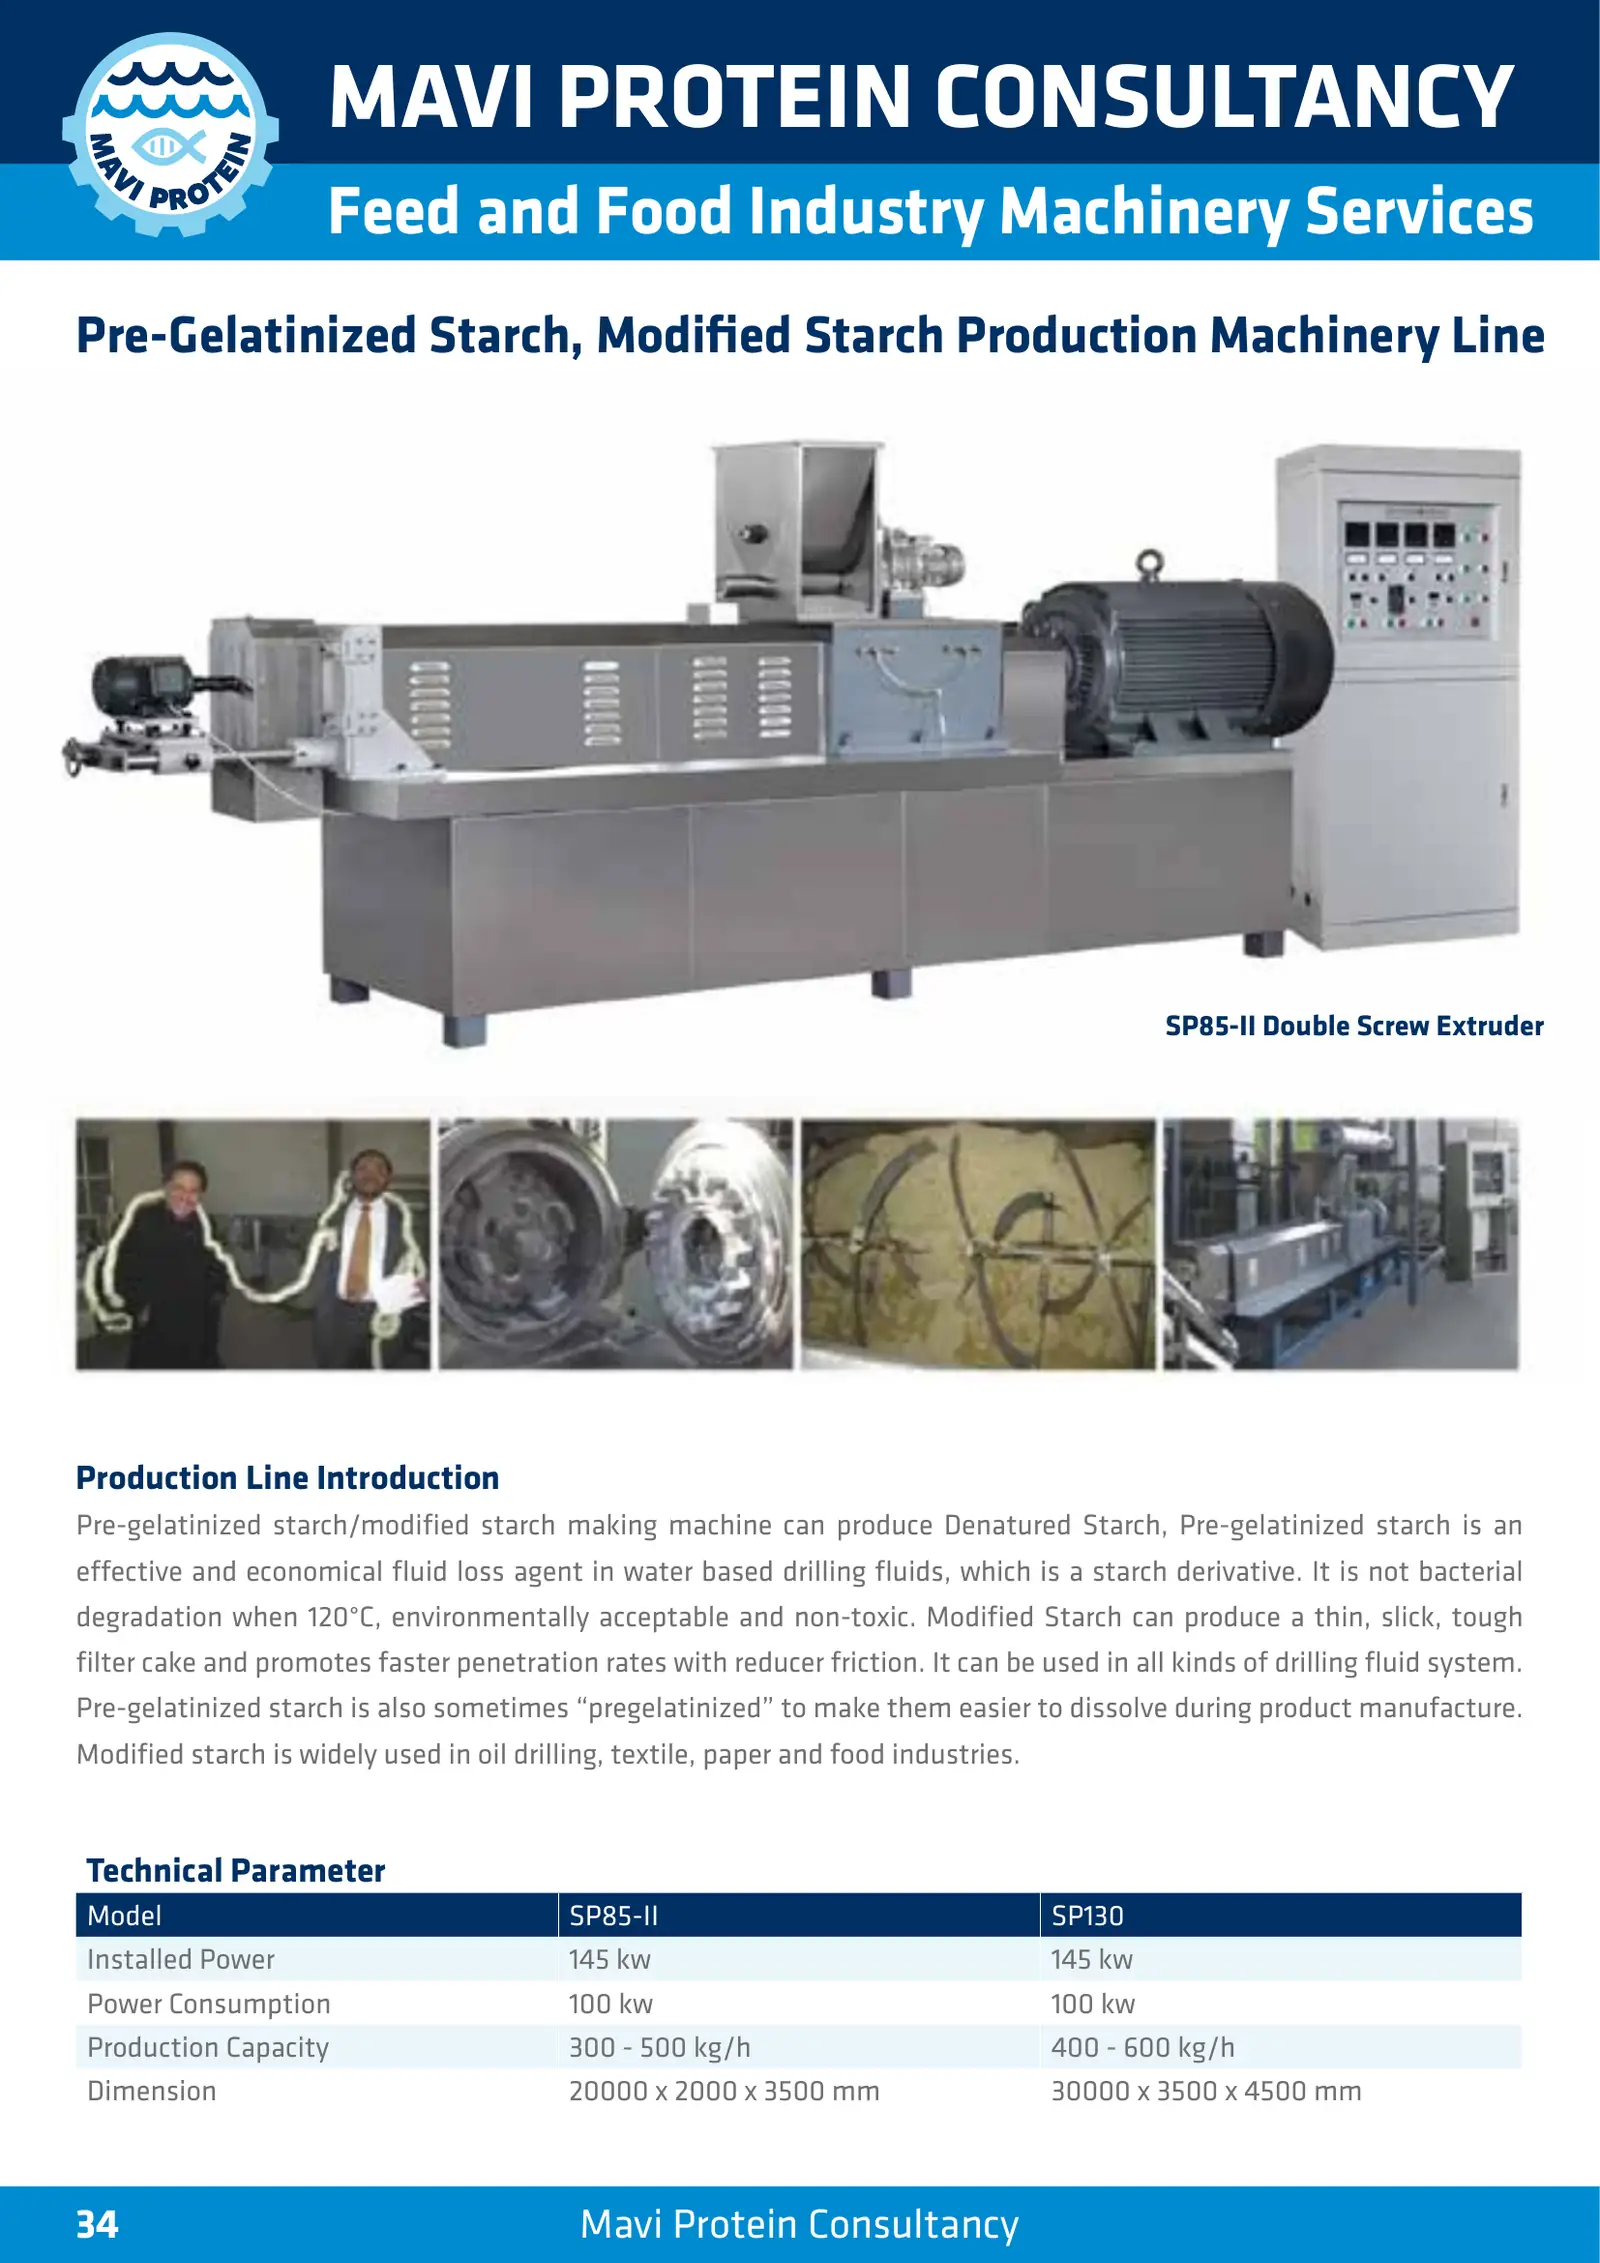 MAVI PROTEIN
MAVI PROTEIN CONSULTANCY
Feed and Food Industry Machinery Services
Pre-Gelatinized Starch, Modified Starch Production Machinery Line
SP85-II Double Screw Extruder
Production Line Introduction
Pre-gelatinized starch/modified starch making machine can produce Denatured Starch, Pre-gelatinized starch is an
effective and economical fluid loss agent in water based drilling fluids, which is a starch derivative. It is not bacterial
degradation when 120°C, environmentally acceptable and non-toxic. Modified Starch can produce a thin, slick, tough
filter cake and promotes faster penetration rates with reducer friction. It can be used in all kinds of drilling fluid system.
Pre-gelatinized starch is also sometimes “pregelatinized” to make them easier to dissolve during product manufacture.
Modified starch is widely used in oil drilling, textile, paper and food industries.
Technical Parameter
Model SP85-II SP130
Installed Power 145 kw 145 kw
Power Consumption 100 kw 100 kw
Production Capacity 300 - 500 kg/h 400 - 600 kg/h
Dimension 20000 x 2000 x 3500 mm 30000 x 3500 x 4500 mm
34 Mavi Protein Consultancy